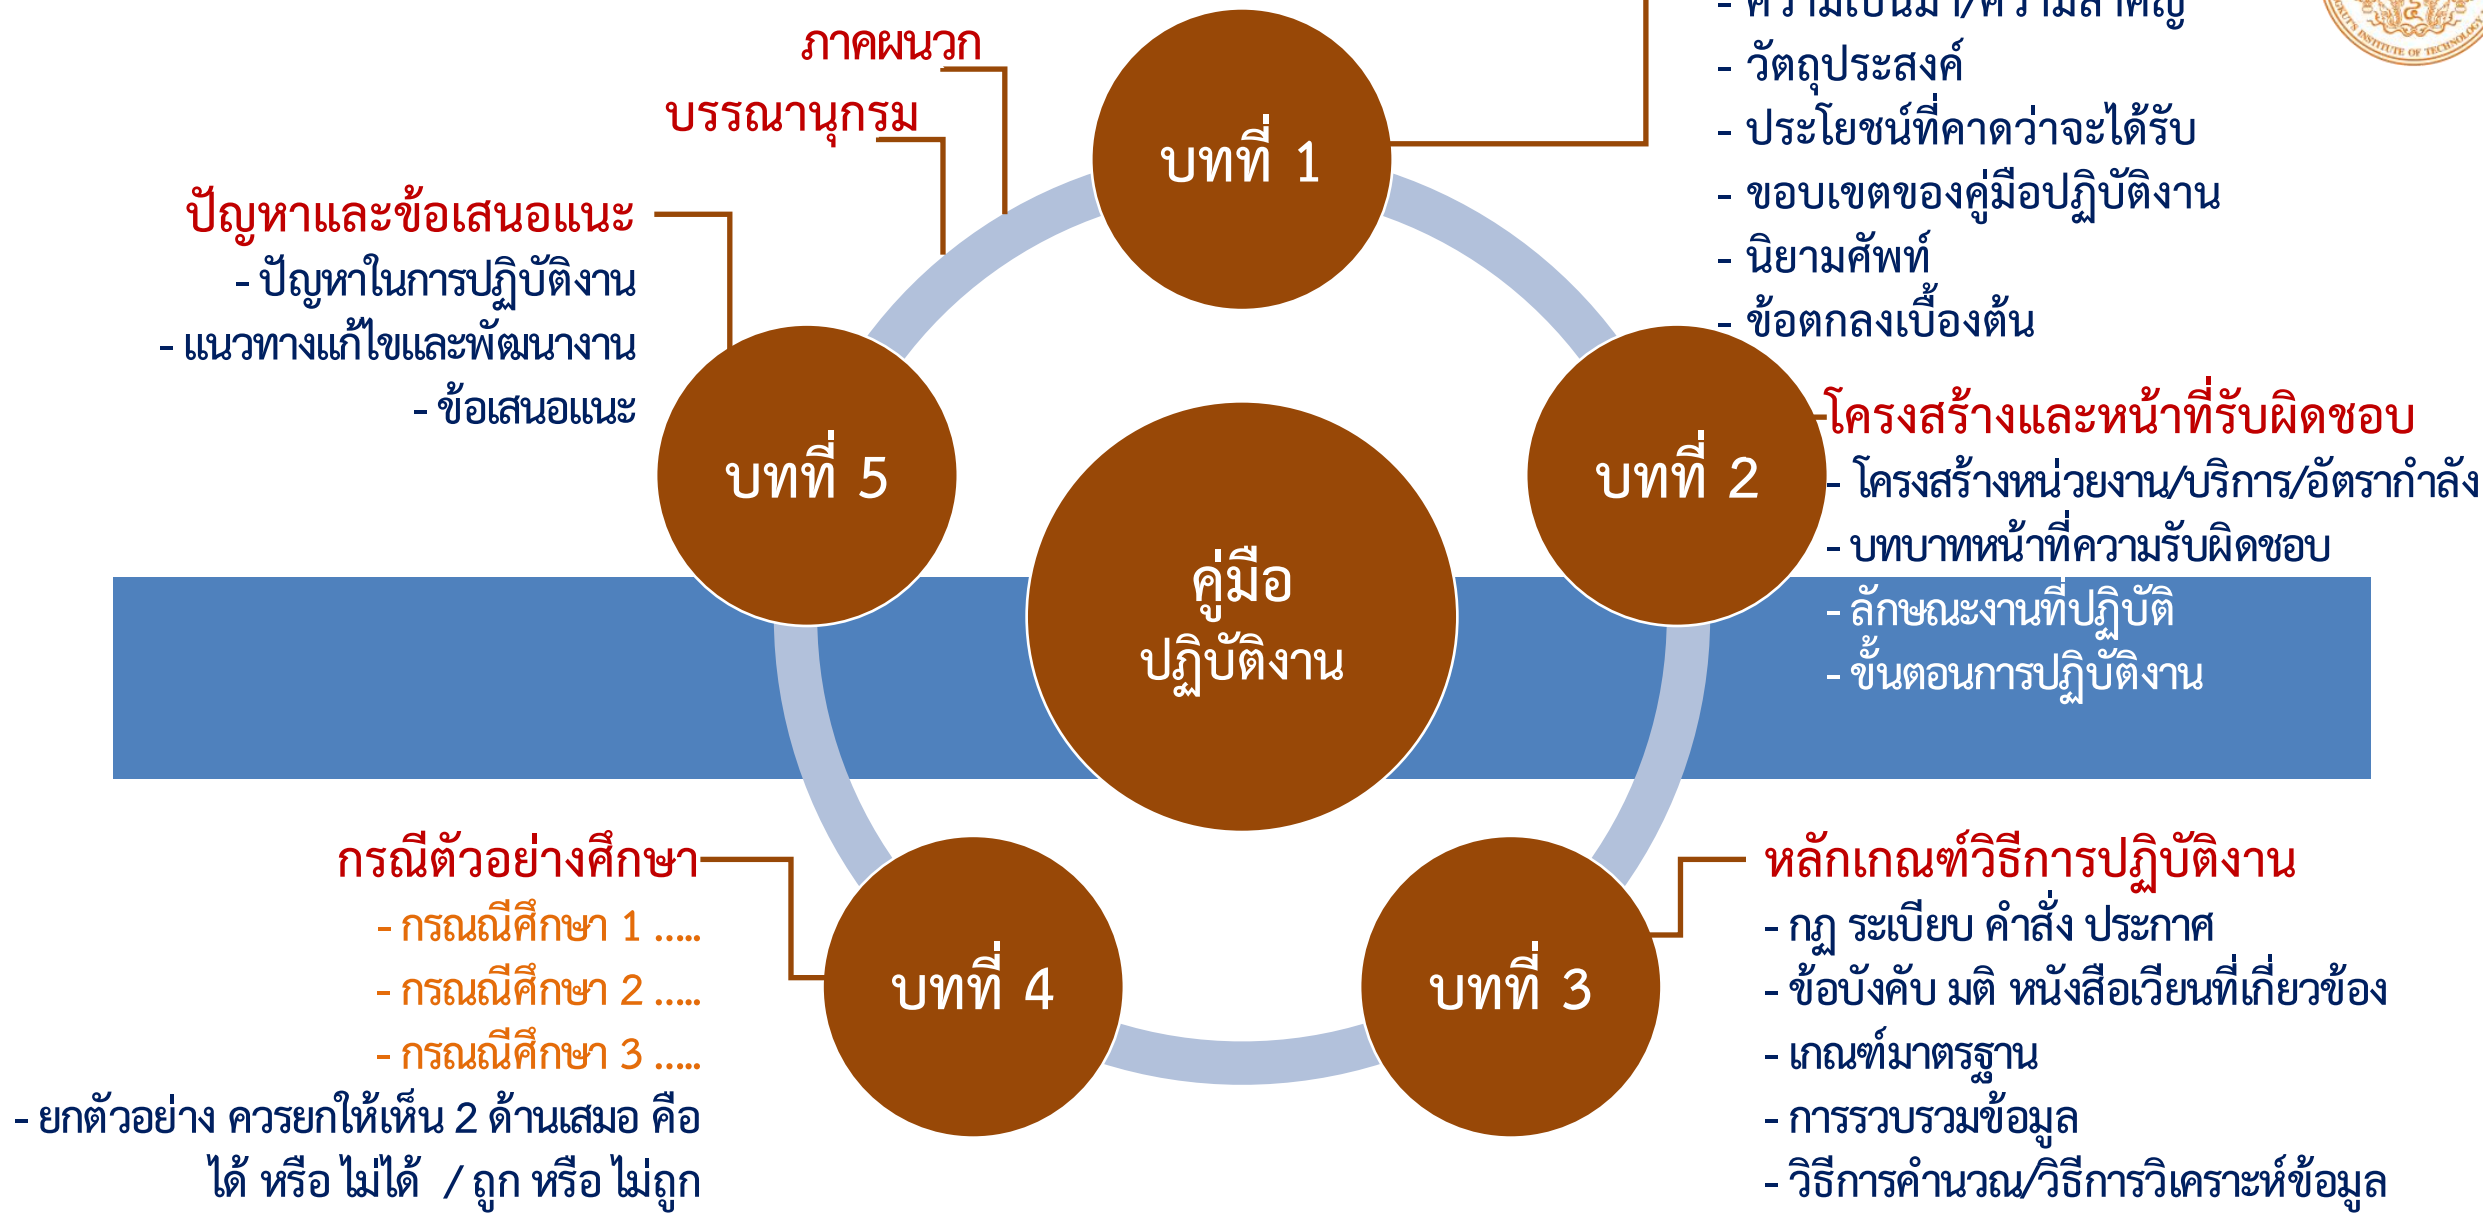 - ความเป็นมา/ความสำคัญ
- วัตถุประสงค์
- ประโยชน์ที่คาดว่าจะได้รับ
- ขอบเขตของคู่มือปฏิบัติงาน
- นิยามศัพท์
- ข้อตกลงเบื้องต้น
บทที่ 1
ภาคผนวก
บรรณานุกรม
ปัญหาและข้อเสนอแนะ
- ปัญหาในการปฏิบัติงาน
- แนวทางแก้ไขและพัฒนางาน
- ข้อเสนอแนะ
บทที่ 5
คู่มือ
ปฏิบัติงาน
บทที่ 2
โครงสร้างและหน้าที่รับผิดชอบ
- โครงสร้างหน่วยงาน/บริการ/อัตรากำลัง
- บทบาทหน้าที่ความรับผิดชอบ
- ลักษณะงานที่ปฏิบัติ
- ขั้นตอนการปฏิบัติงาน
กรณีตัวอย่างศึกษา
- กรณณีศึกษา 1 .....
- กรณณีศึกษา 2 .....
- กรณณีศึกษา 3 .....
- ยกตัวอย่าง ควรยกให้เห็น 2 ด้านเสมอ คือ
ได้ หรือ ไม่ได้ / ถูก หรือ ไม่ถูก
บทที่ 4
บทที่ 3
หลักเกณฑ์วิธีการปฏิบัติงาน
- กฏ ระเบียบ คำสั่ง ประกาศ
- ข้อบังคับ มติ หนังสือเวียนที่เกี่ยวข้อง
- เกณฑ์มาตรฐาน
- การรวบรวมข้อมูล
- วิธีการคำนวณ/วิธีการวิเคราะห์ข้อมูล
INSTITUTE OF TECHNOLOGY